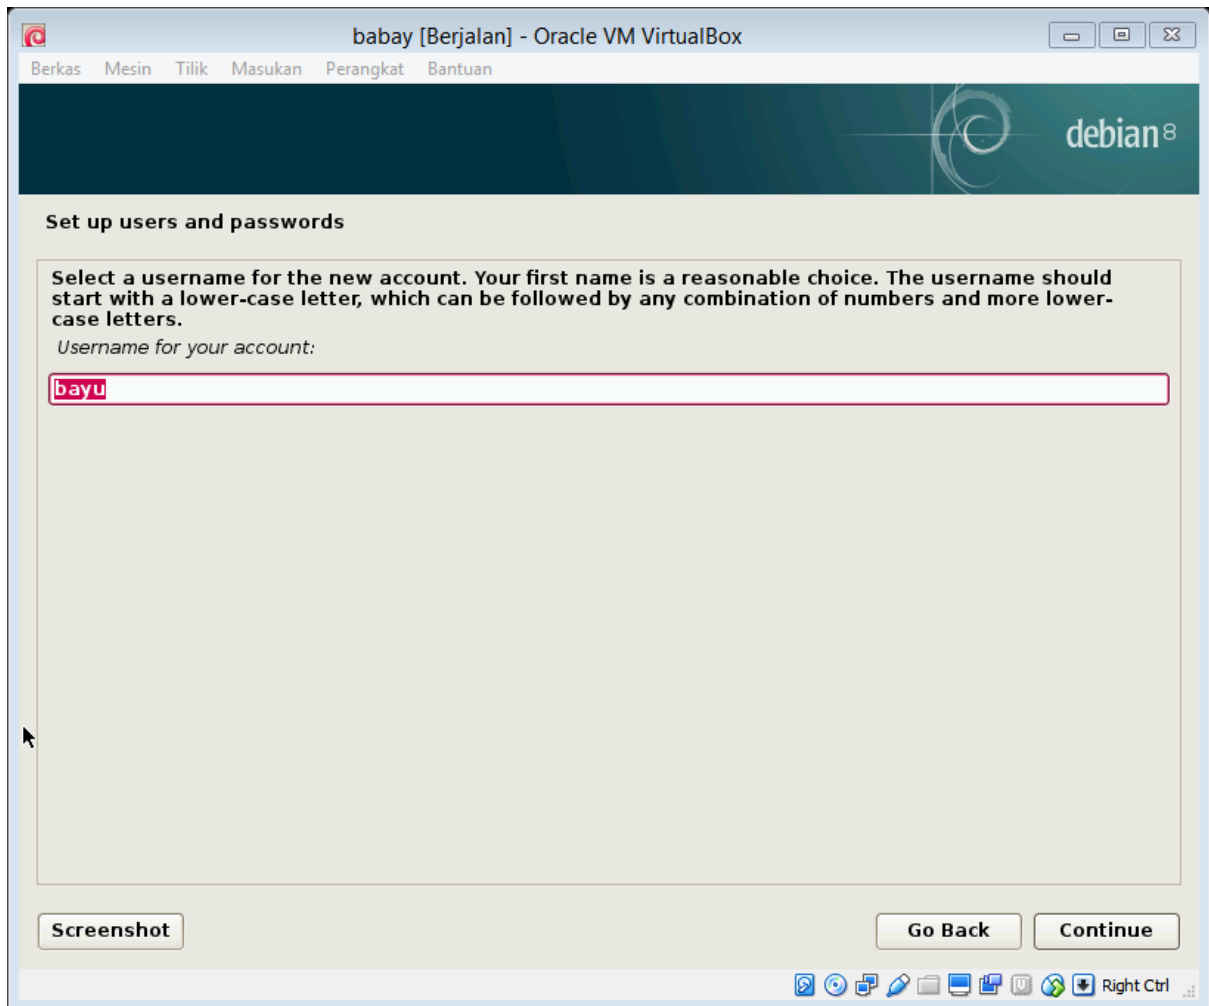 babay [Berjalan] - Oracle VM VirtualBox
Berkas Mesin Tilik Masukan Perangkat Bantuan
debian 8
Set up users and passwords
Select a username for the new account. Your first name is a reasonable choice. The username should
start with a lower-case letter, which can be followed by any combination of numbers and more lower-
case letters.
Username for your account:
bayu
Screenshot Go Back Continue
Right Ctrl